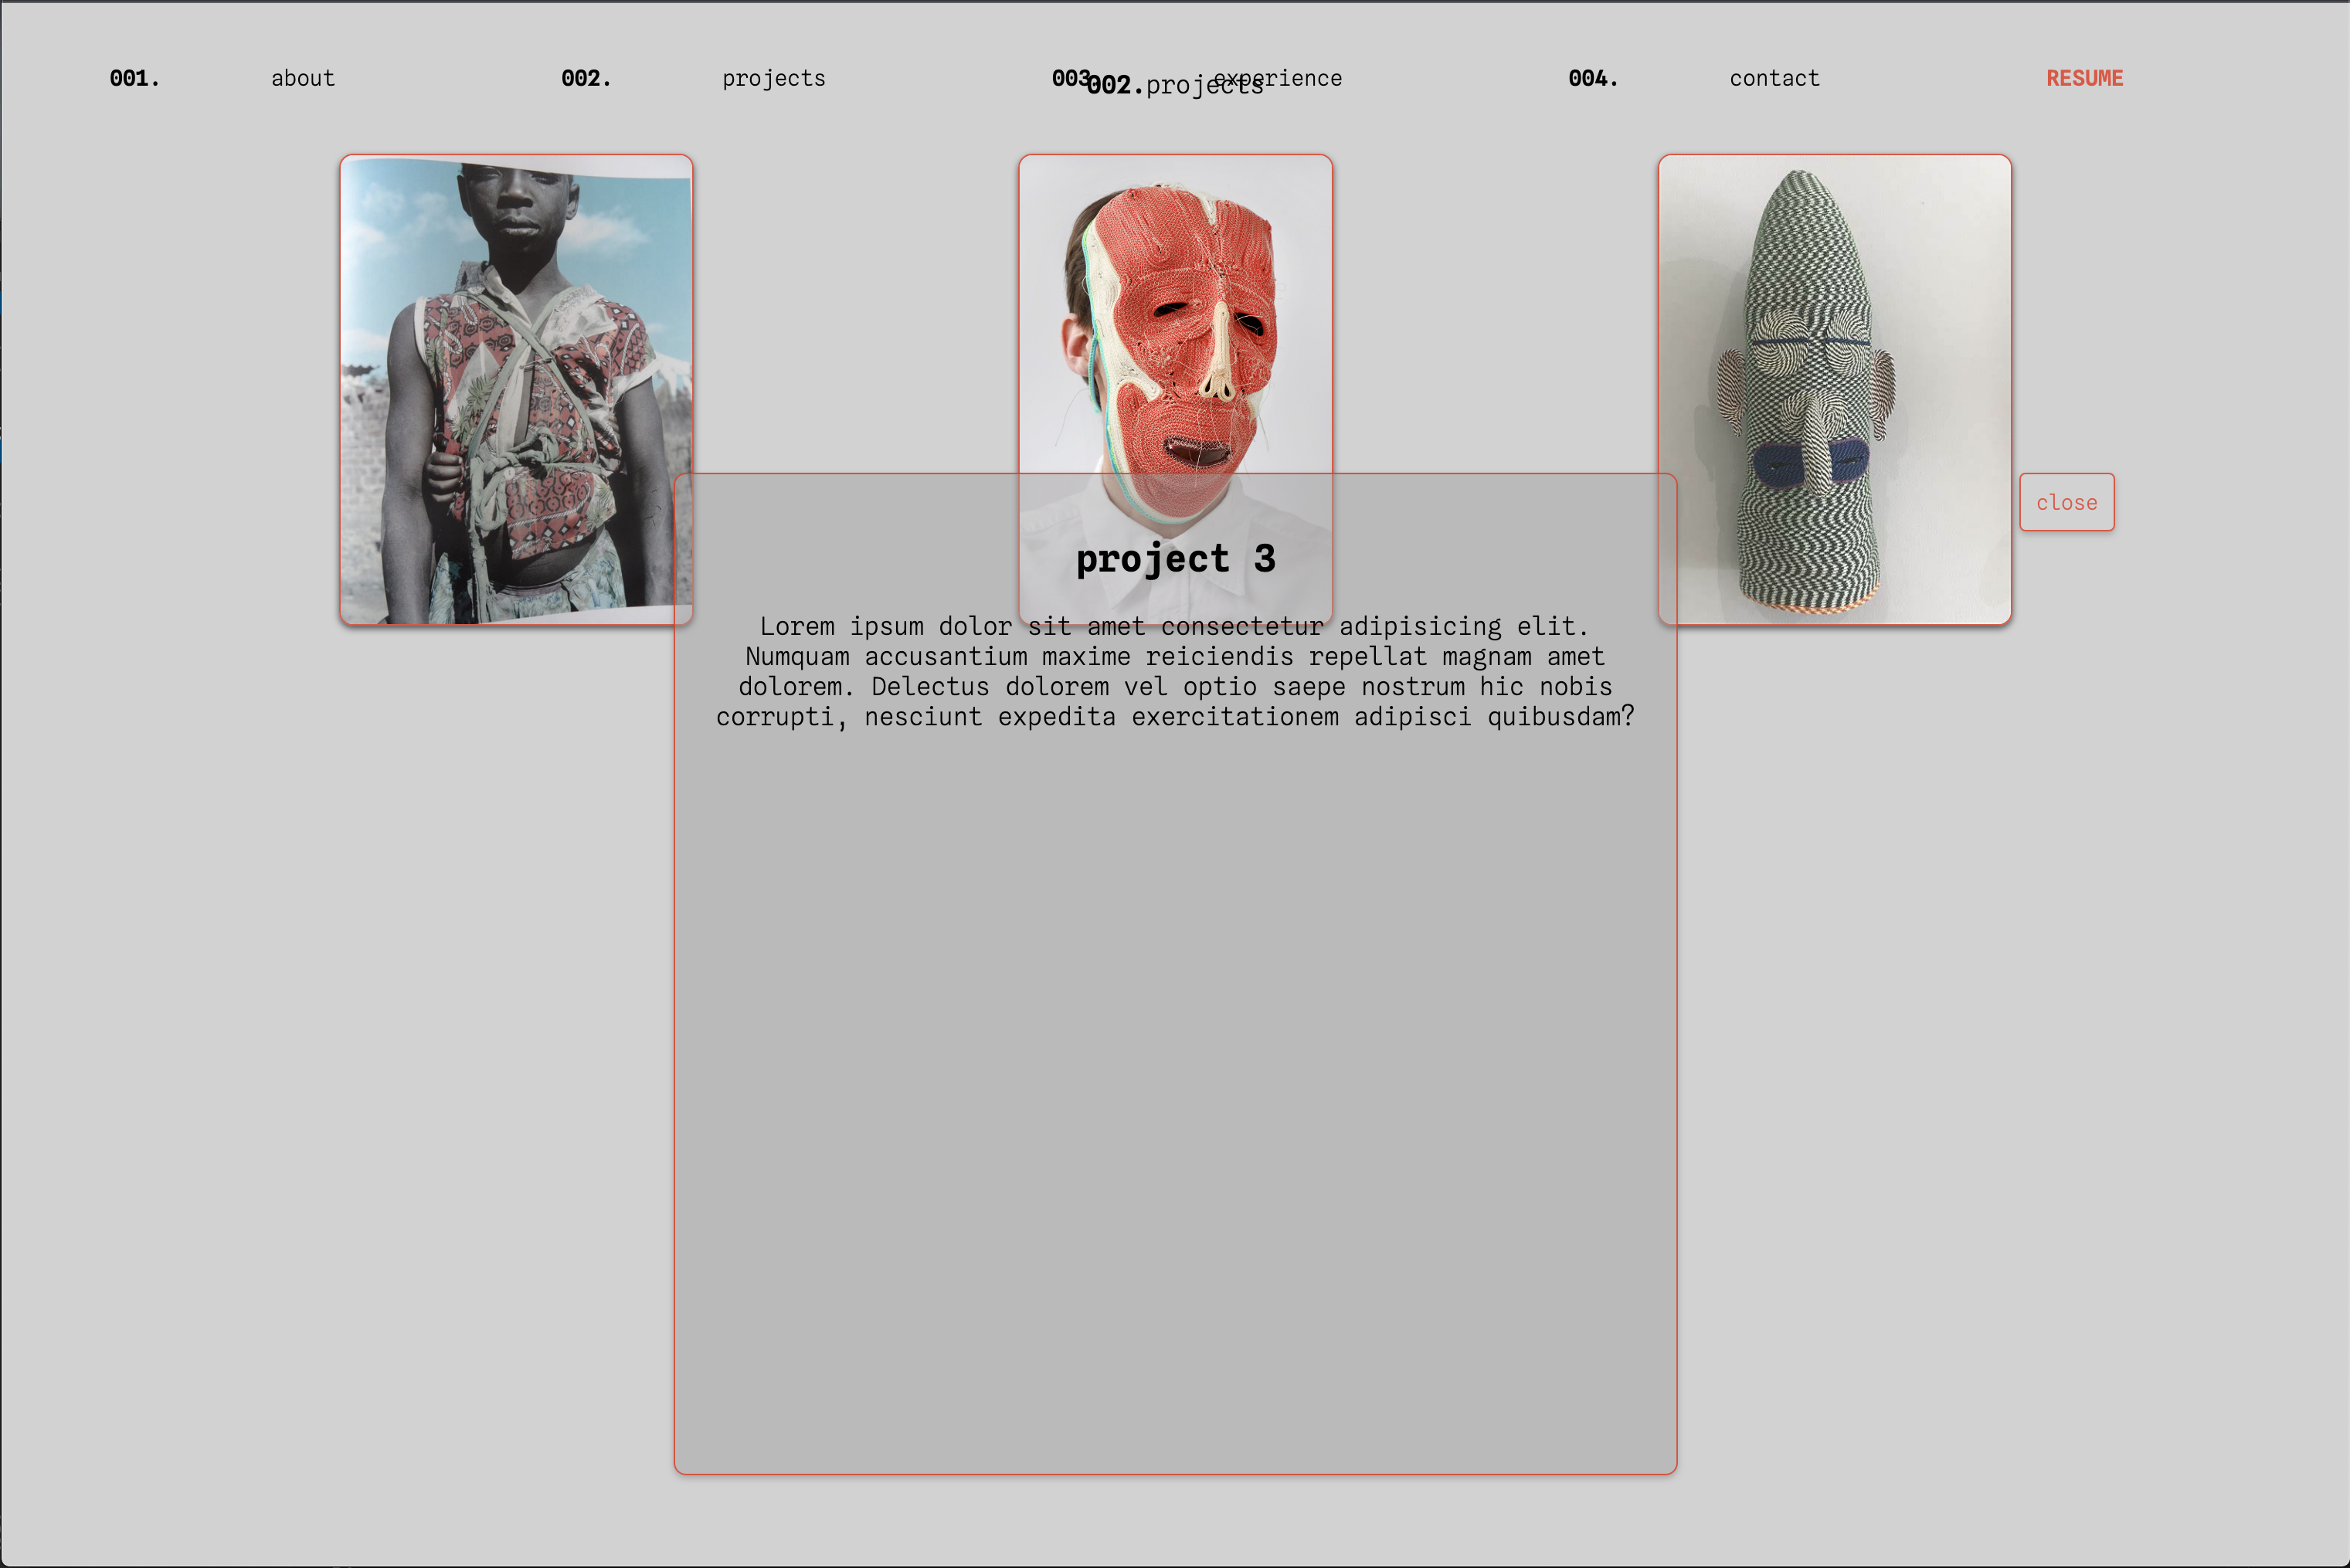 001. about 002. projects 003. experience 004. contact RESUME
002.projects
close
project 3
Lorem ipsum dolor sit amet consectetur adipisicing elit.
Numquam accusantium maxime reiciendis repellat magnam amet
dolorem. Delectus dolorem vel optio saepe nostrum hic nobis
corrupti, nesciunt expedita exercitationem adipisci quibusdam?